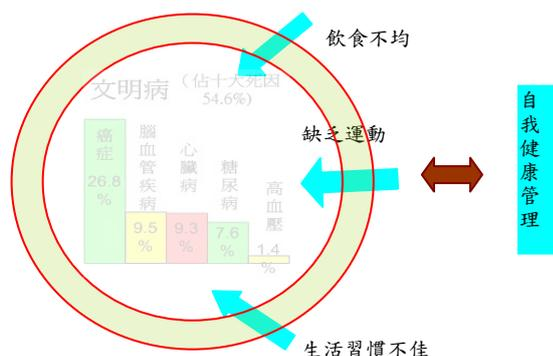 飲食不均
文明病
（佔十大死因
54.6%)
缺乏運動
自我健康管理
癌症
26.8
%
腦血管疾病
9.5
%
心臟病
9.3
%
糖尿病
7.6
%
高血壓
1.4
%
生活習慣不佳